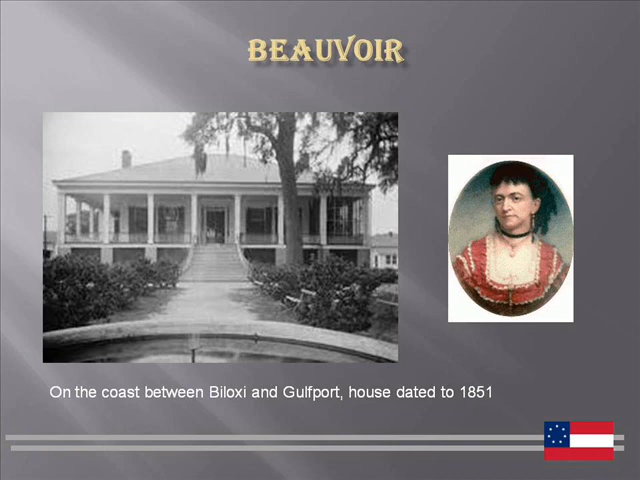 BEAUVOIR
On the coast between Biloxi and Gulfport, house dated to 1851